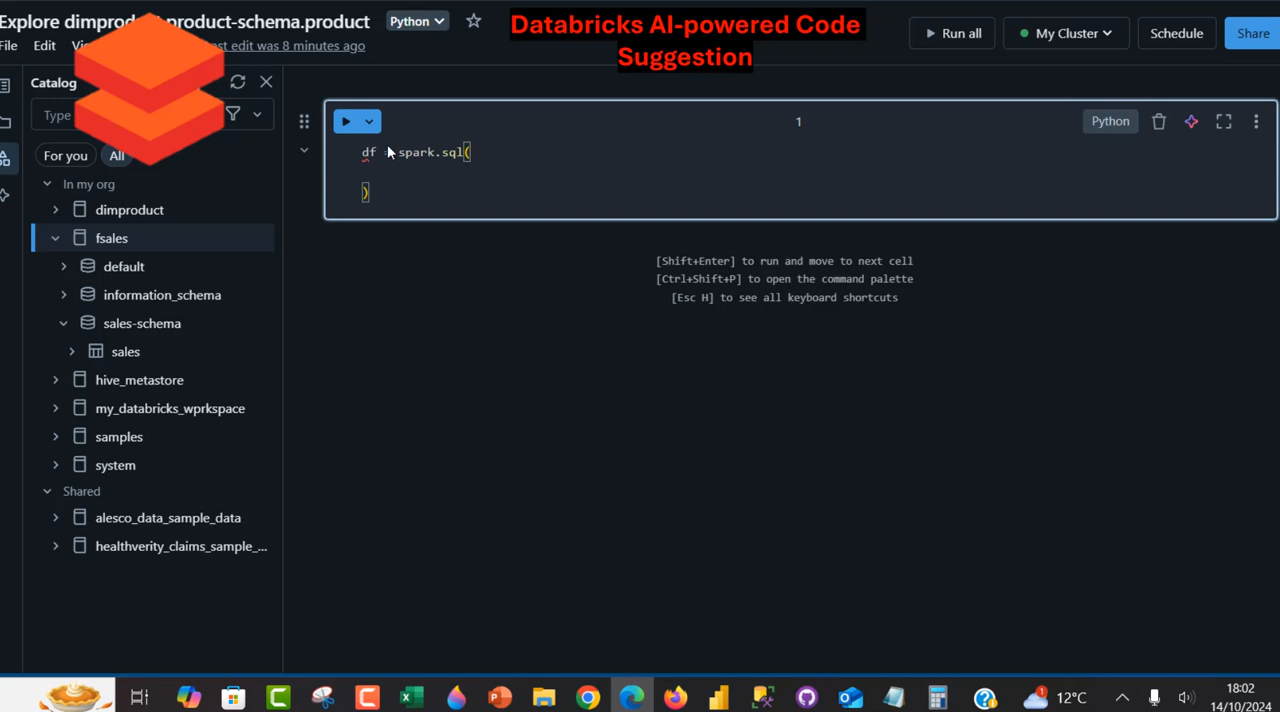 Explore dimproduct.product-schema.product
Python
Databricks AI-powered Code
Suggestion
Run all
My Cluster
Schedule
Share
File
Edit
last edit was 8 minutes ago
Catalog
Type
For you
All
In my org
dimproduct
fsales
default
information_schema
sales-schema
sales
hive_metastore
my_databricks_wprkspace
samples
system
Shared
alesco_data_sample_data
healthverity_claims_sample_...
1
Python
df = spark.sql(
)
[Shift+Enter] to run and move to next cell
[Ctrl+Shift+P] to open the command palette
[Esc H] to see all keyboard shortcuts
1
12°C
18:02
14/10/2024